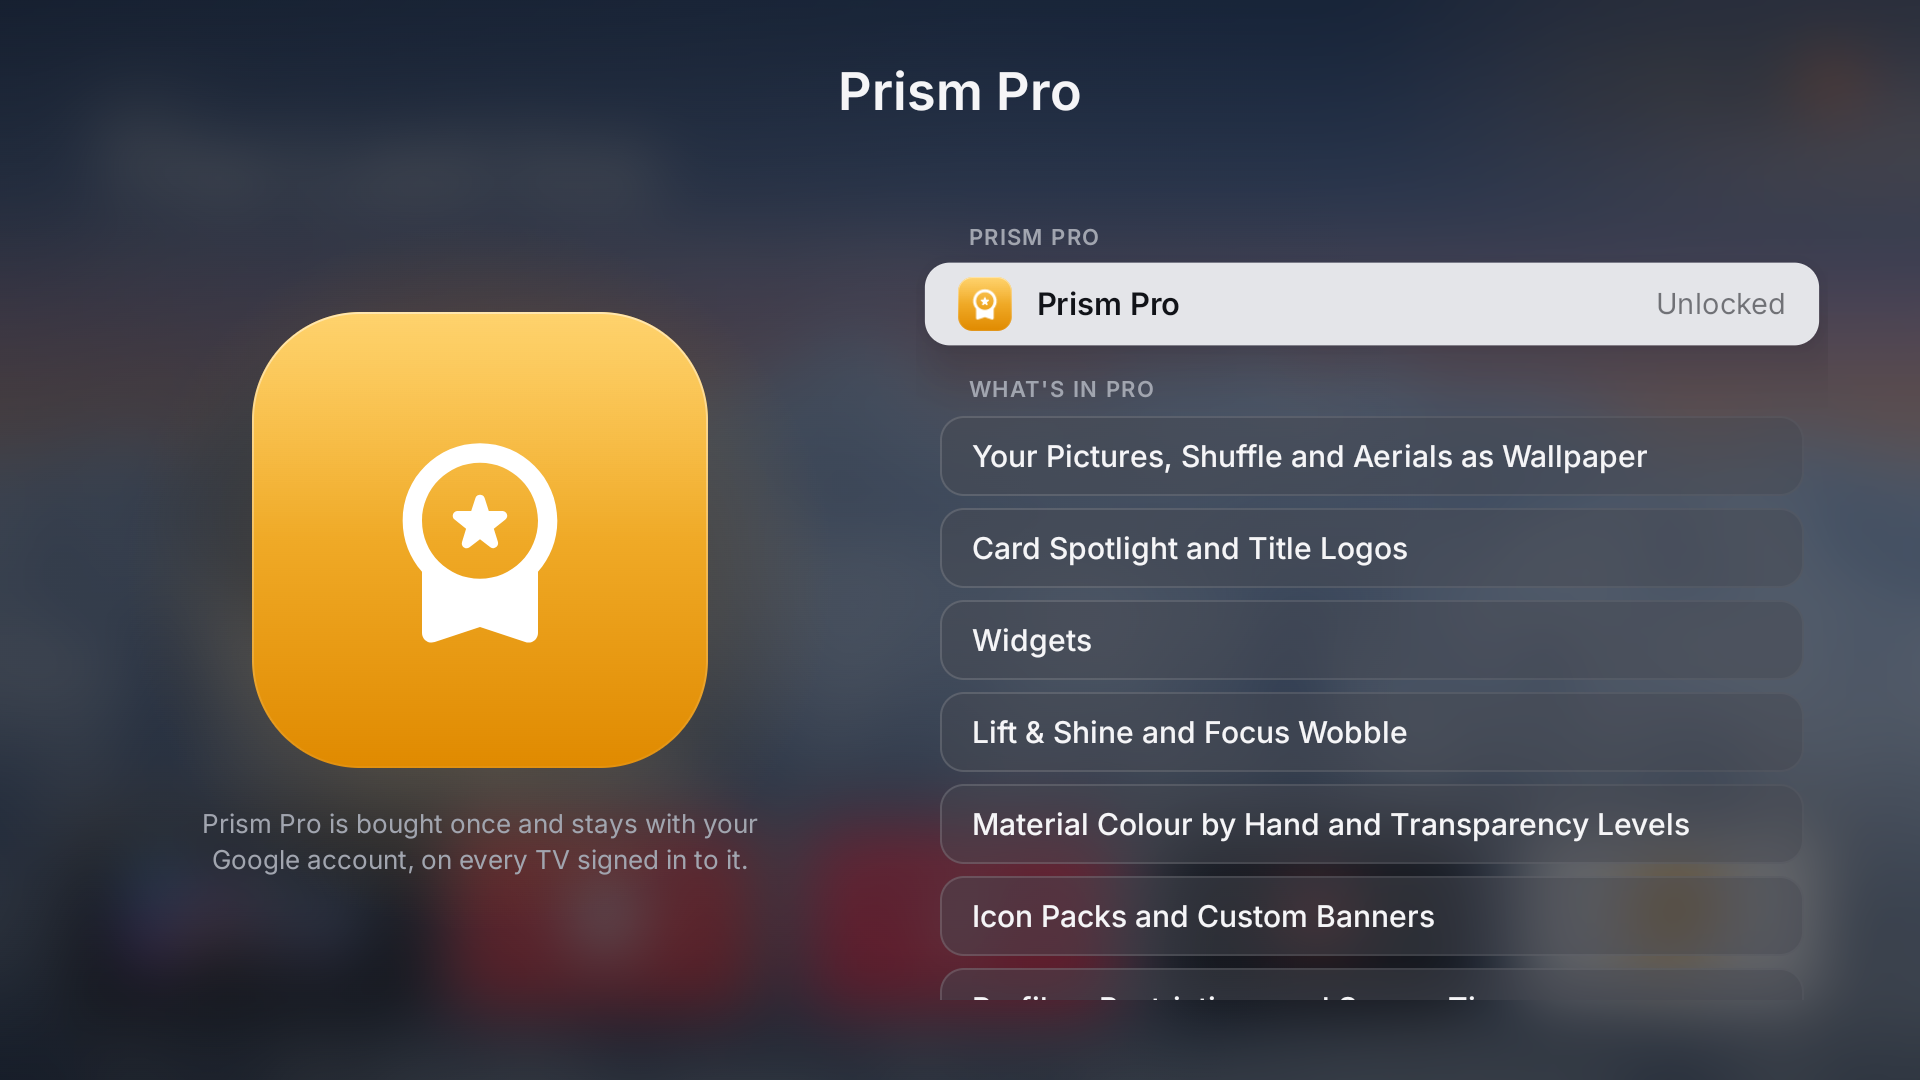 Prism Pro
PRISM PRO
Prism Pro
Unlocked
WHAT'S IN PRO
Your Pictures, Shuffle and Aerials as Wallpaper
Card Spotlight and Title Logos
Widgets
Lift & Shine and Focus Wobble
Material Colour by Hand and Transparency Levels
Icon Packs and Custom Banners
Prism Pro is bought once and stays with your
Google account, on every TV signed in to it.